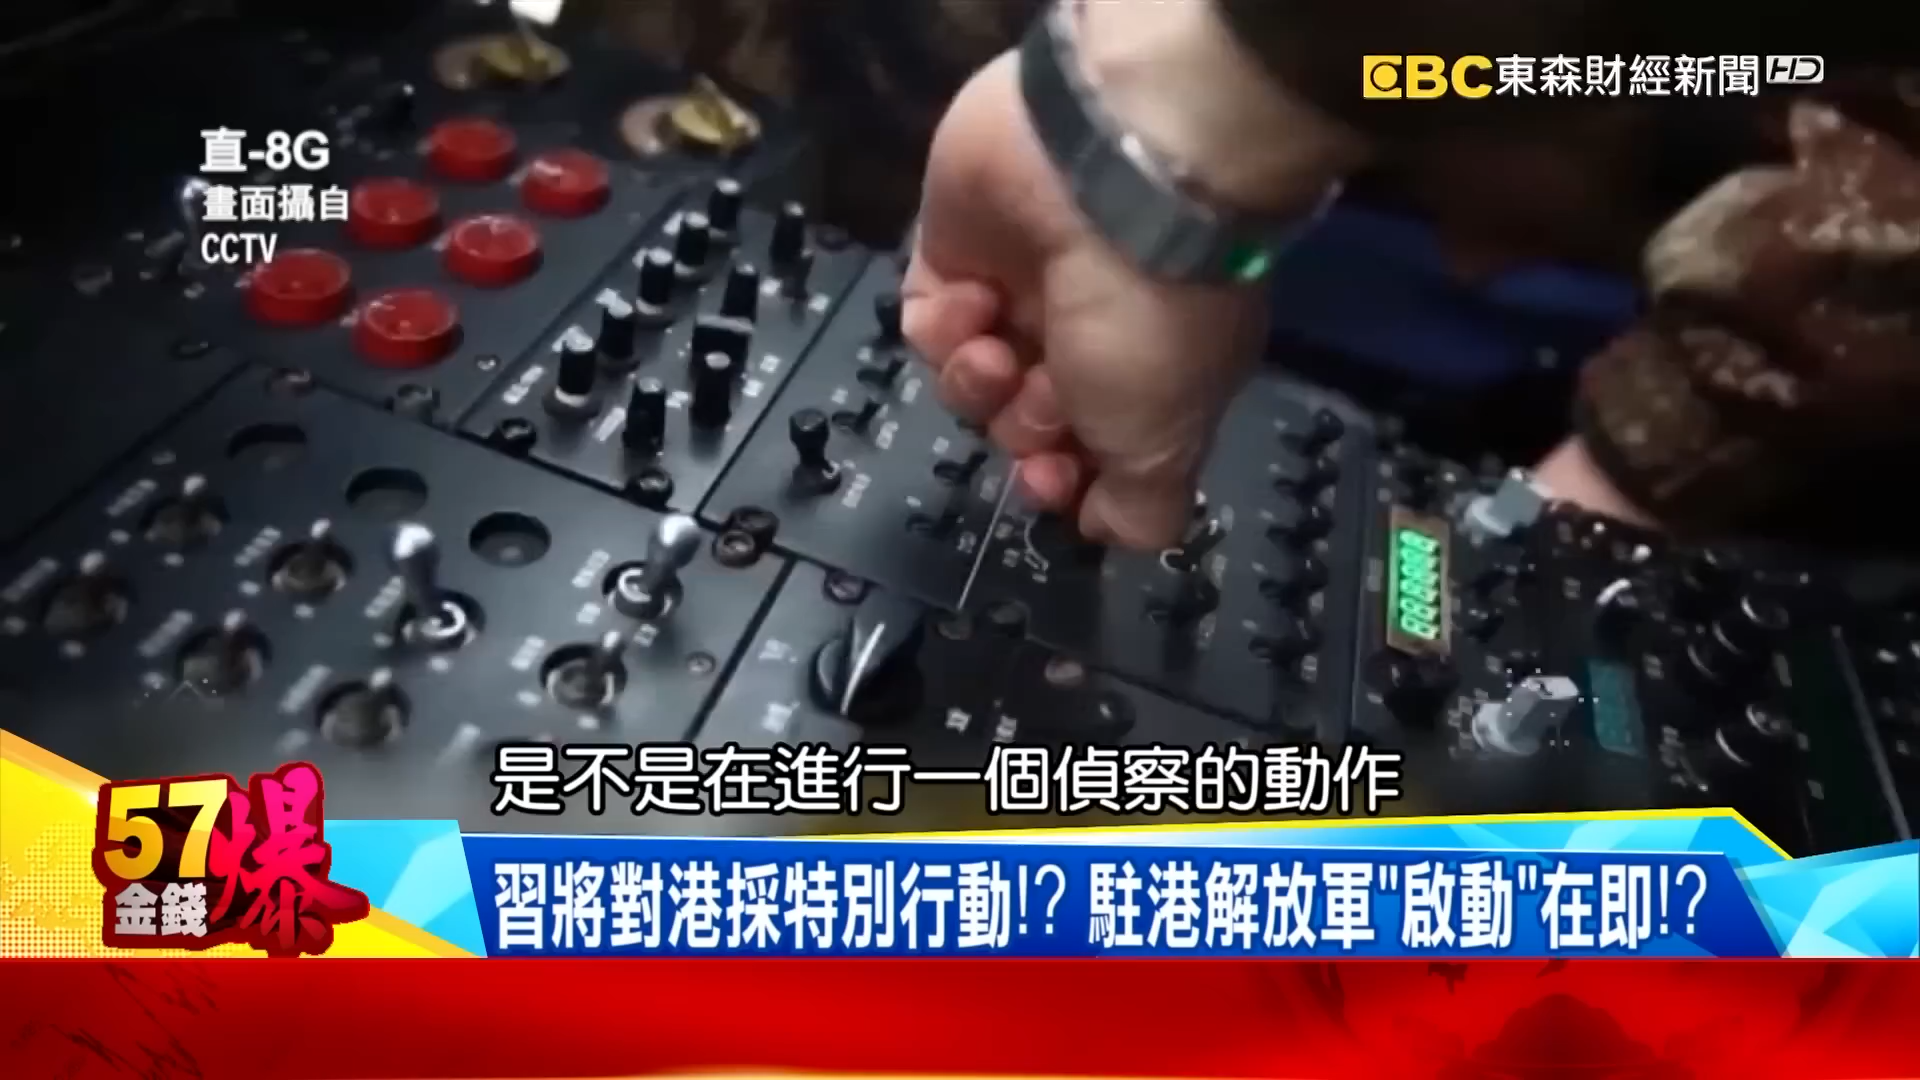 EBC東森財經新聞HD
直-8G
畫面攝自
CCTV
是不是在進行一個偵察的動作
57爆
金錢
習將對港採特別行動!? 駐港解放軍"啟動"在即!?